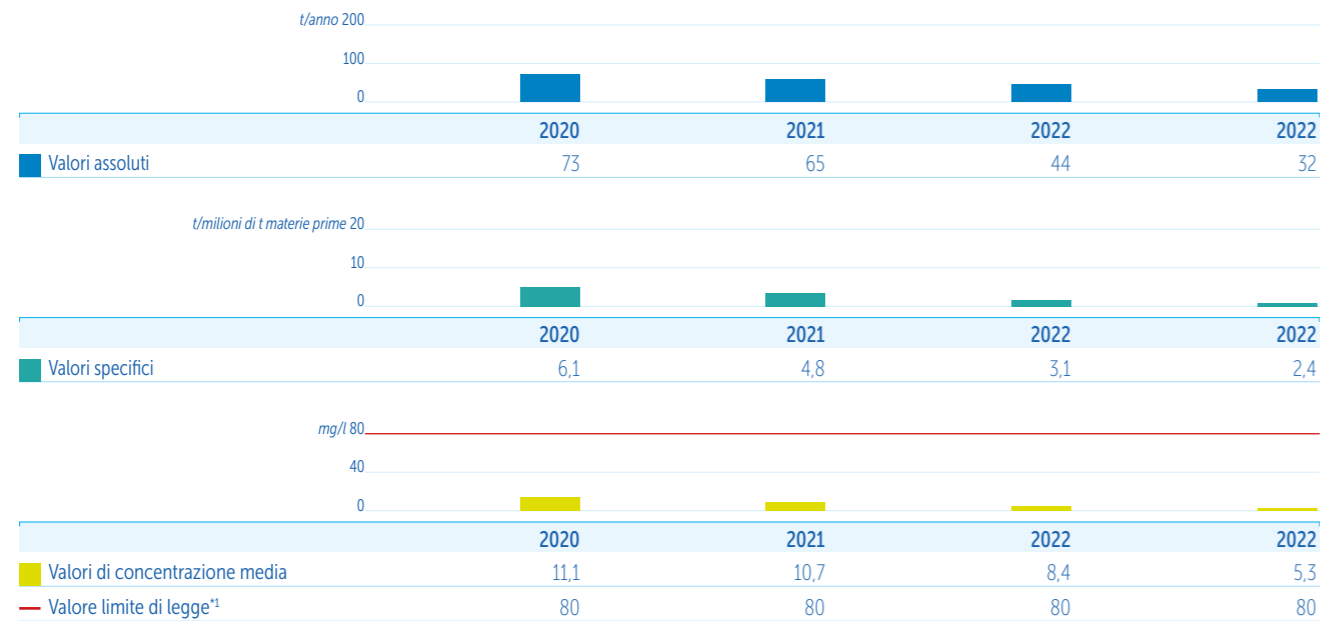 t/anno 200
100
0
2020 2021 2022 2022
Valori assoluti 73 65 44 32
t/milioni di t materie prime 20
10
0
2020 2021 2022 2022
Valori specifici 6,1 4,8 3,1 2,4
mg/l 80
40
0
2020 2021 2022 2022
Valori di concentrazione media 11,1 10,7 8,4 5,3
Valore limite di legge*1 80 80 80 80